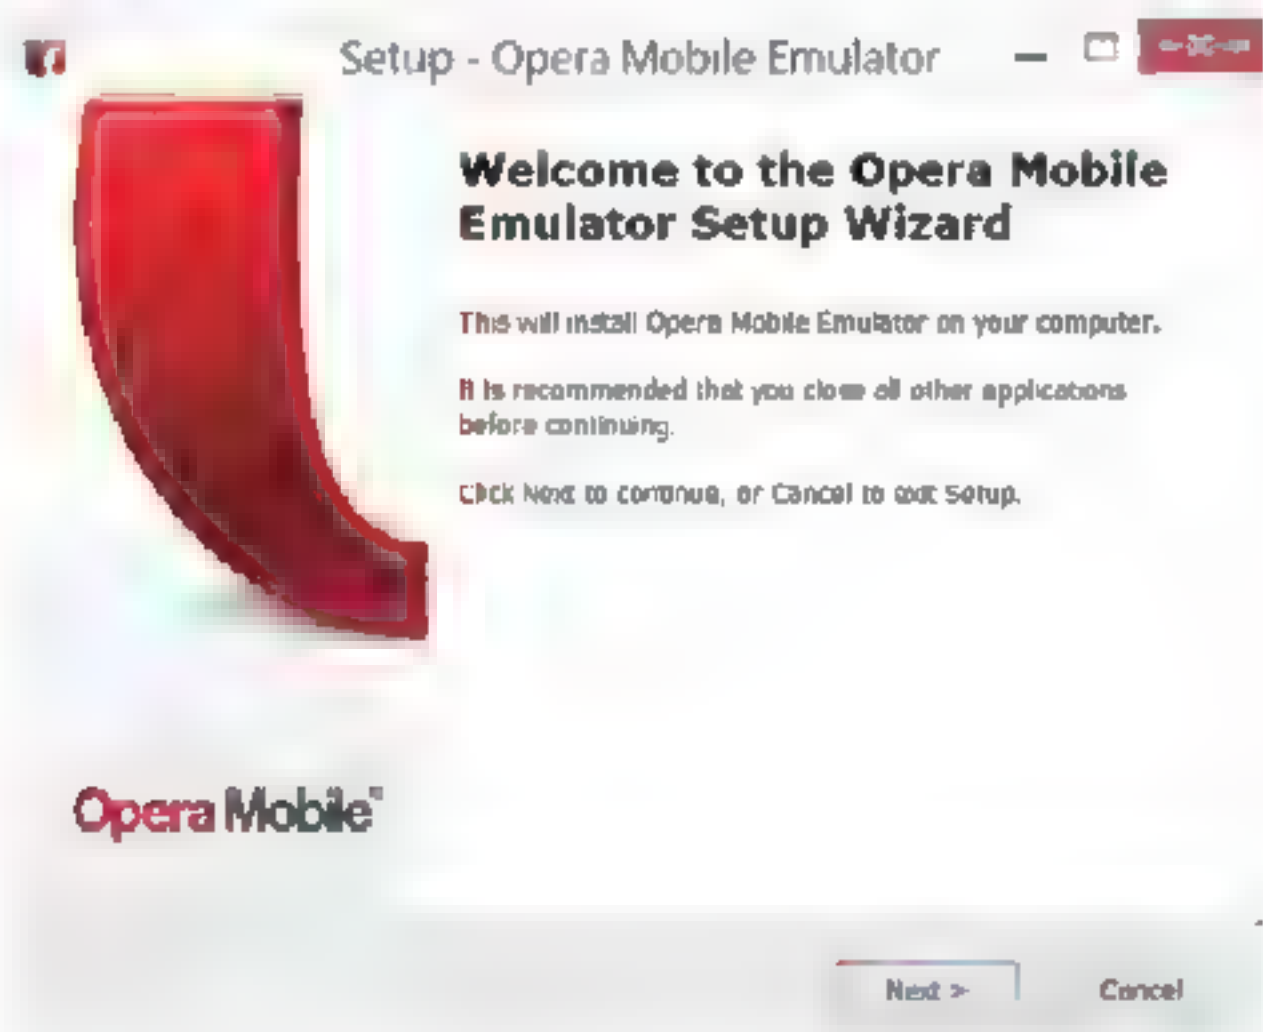 Setup - Opera Mobile Emulator
Welcome to the Opera Mobile
Emulator Setup Wizard
This will install Opera Mobile Emulator on your computer.
It is recommended that you close all other applications
before continuing.
Click Next to continue, or Cancel to exit Setup.
Opera Mobile™
Next >
Cancel